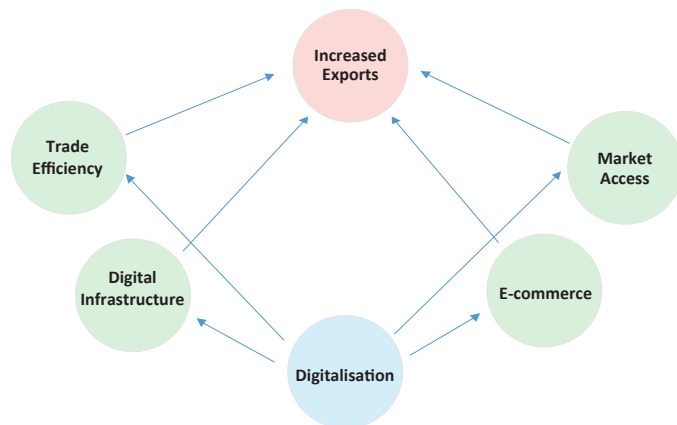 Increased
Exports
Trade
Efficiency
Market
Access
Digital
Infrastructure
E-commerce
Digitalisation